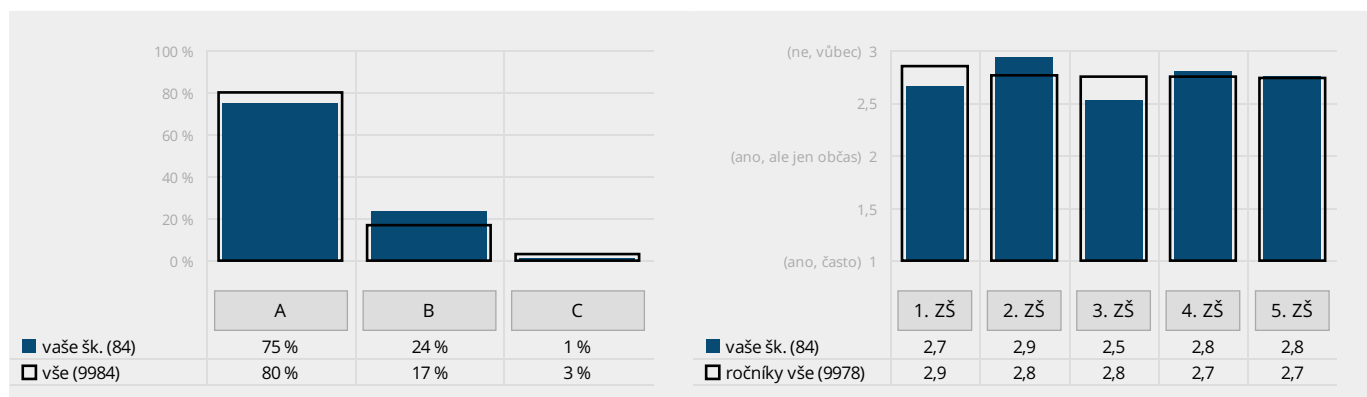 100 %
80 %
60 %
40 %
20 %
0 %
A B C
vaše šk. (84) 75 % 24 % 1 %
vše (9984) 80 % 17 % 3 %
(ne, vůbec) 3
2,5
(ano, ale jen občas) 2
1,5
(ano, často) 1
1. ZŠ 2. ZŠ 3. ZŠ 4. ZŠ 5. ZŠ
vaše šk. (84) 2,7 2,9 2,5 2,8 2,8
ročníky vše (9978) 2,9 2,8 2,8 2,7 2,7